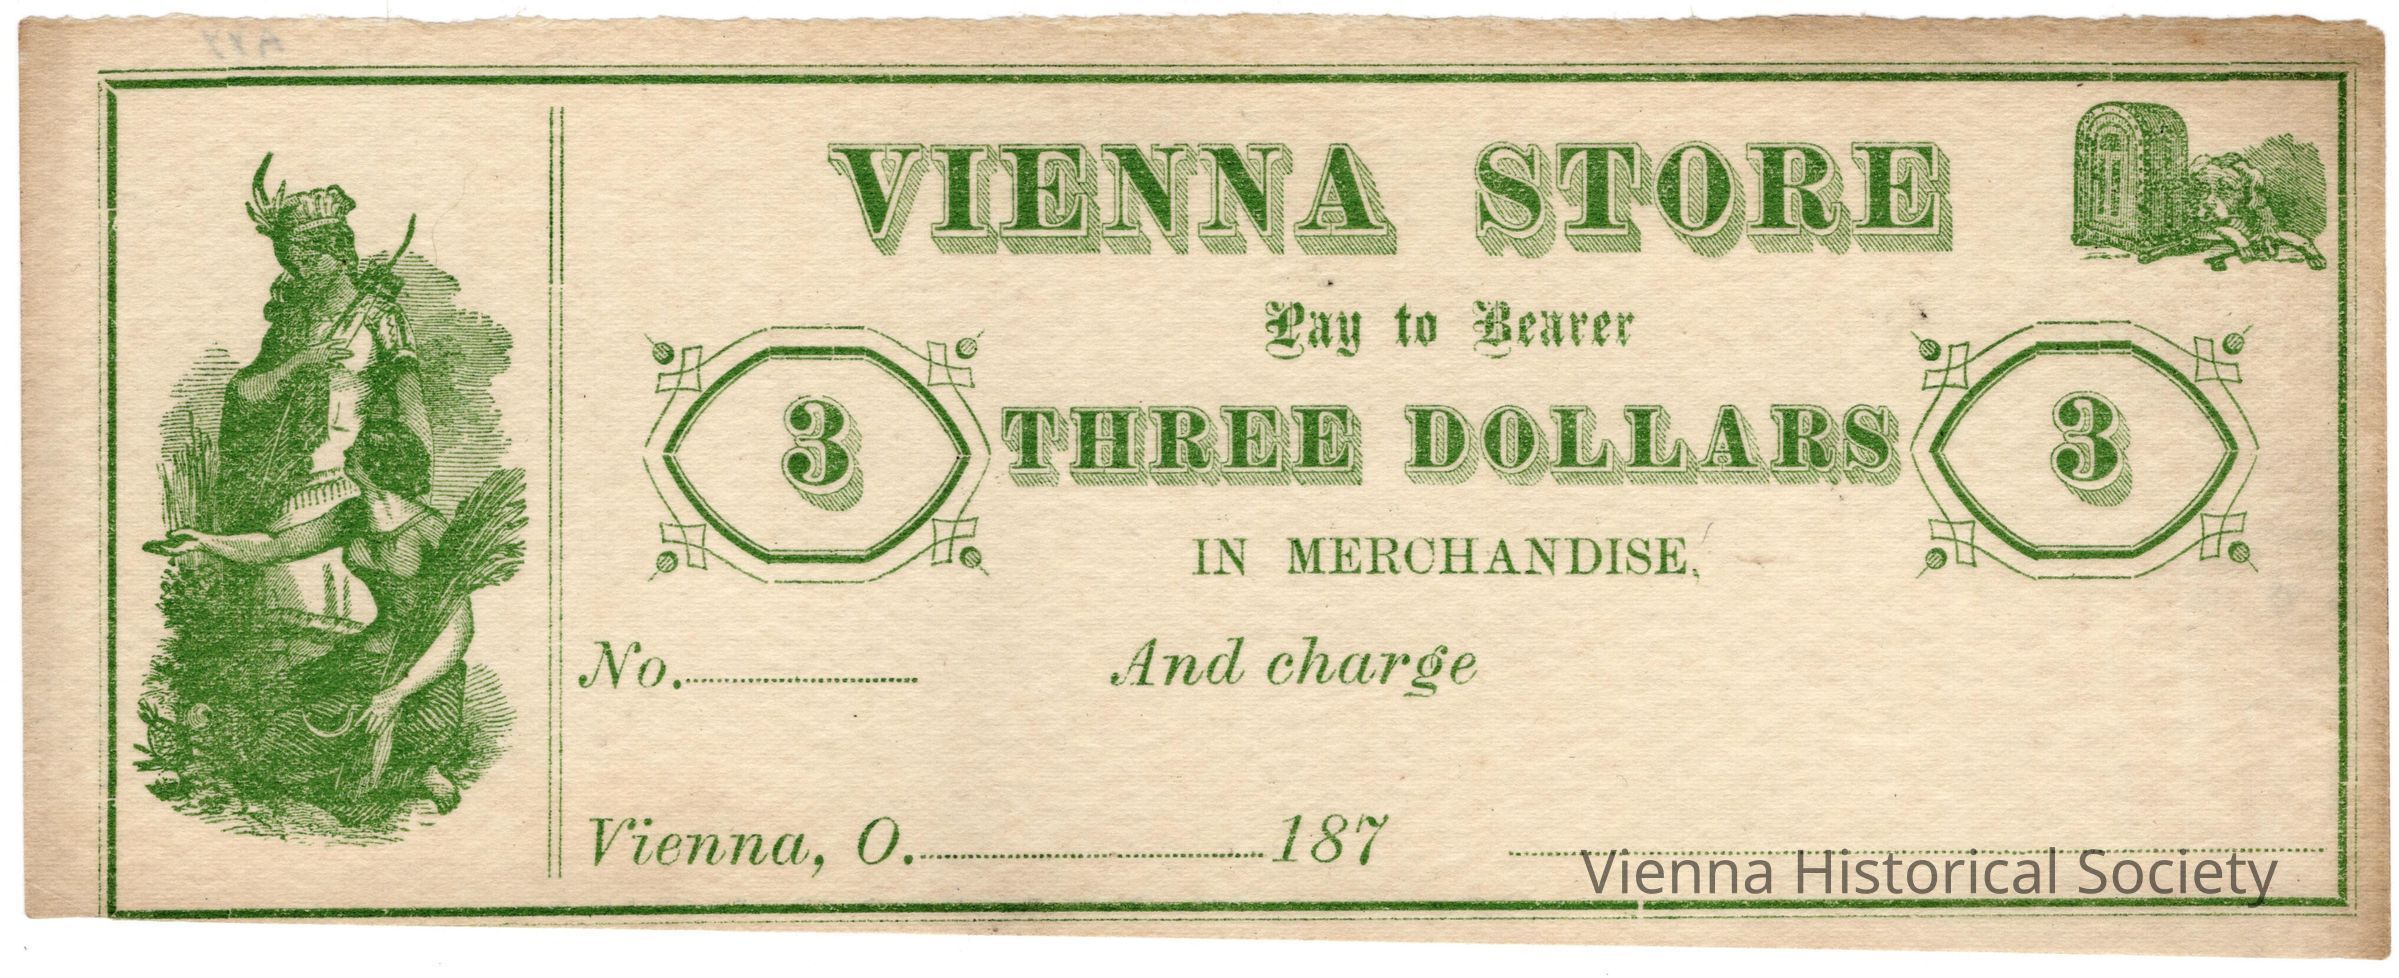 VIENNA STORE
Pay to Bearer
3 THREE DOLLARS 3
IN MERCHANDISE,
No. And charge
Vienna, O. 187
Vienna Historical Society